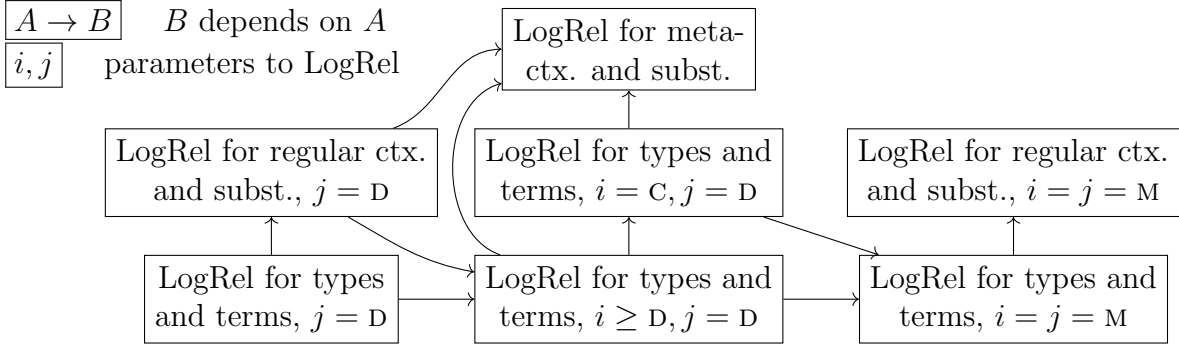 A → B B depends on A
i, j parameters to LogRel
LogRel for meta-
ctx. and subst.
LogRel for regular ctx.
and subst., j = D
LogRel for types and
terms, i = C, j = D
LogRel for regular ctx.
and subst., i = j = M
LogRel for types
and terms, j = D
LogRel for types and
terms, i ≥ D, j = D
LogRel for types and
terms, i = j = M